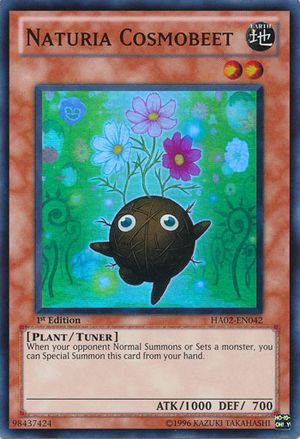 NATURIA COSMOBEET
EARTH
地
1st Edition
HA02-EN042
[PLANT/TUNER]
When your opponent Normal Summons or Sets a monster, you
can Special Summon this card from your hand.
ATK/1000 DEF/ 700
98437424
©1996 KAZUKI TAKAHASHI